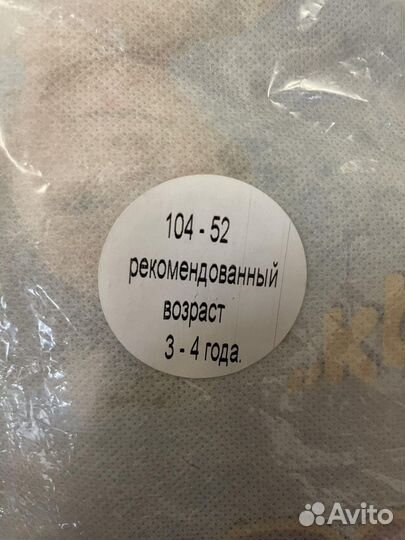 104 - 52
рекомендованный
возраст
3 - 4 года.
Avito